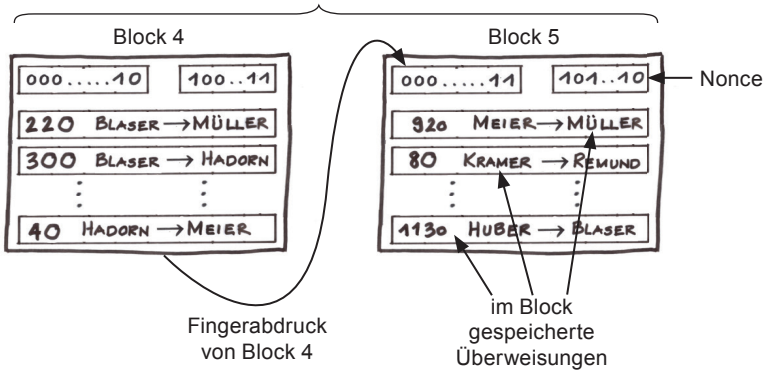 Block 4
000.....10 100..11
220 BLASER→MÜLLER
300 BLASER→HADORN
40 HADORN→MEIER
Block 5
000.....11 101..10
920 MEIER→MÜLLER
80 KRAMER→REMUND
1130 HUBER→BLASER
Nonce
Fingerabdruck
von Block 4
im Block
gespeicherte
Überweisungen